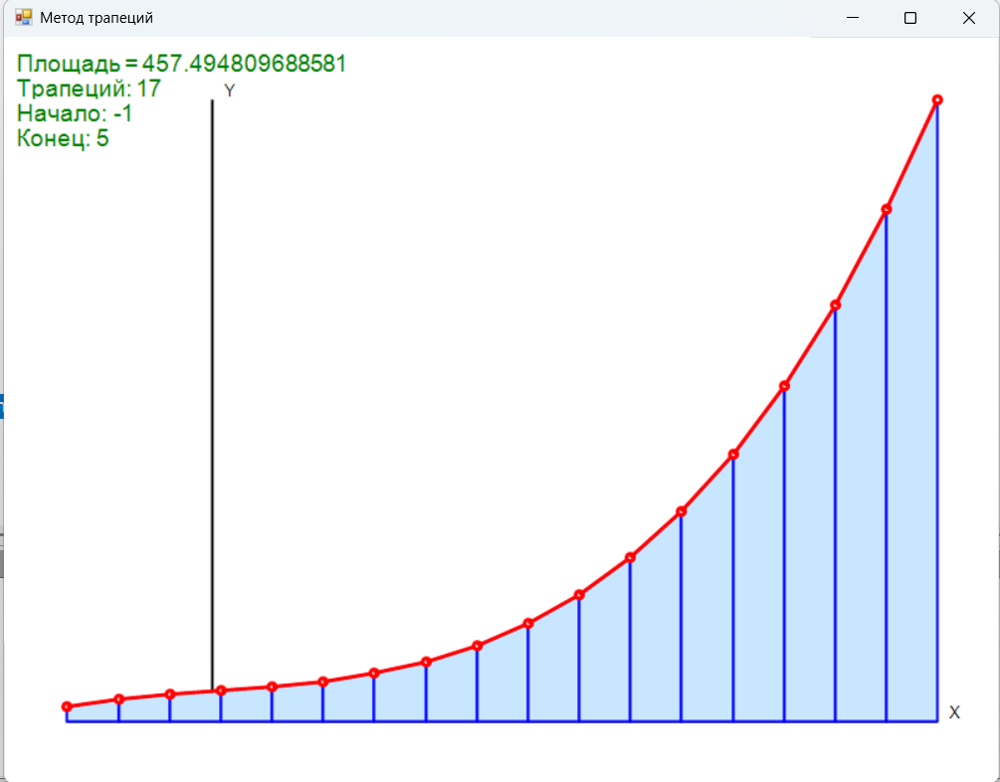 Метод трапеций
Площадь = 457.494809688581
Трапеций: 17
Y
Начало: -1
Конец: 5
X